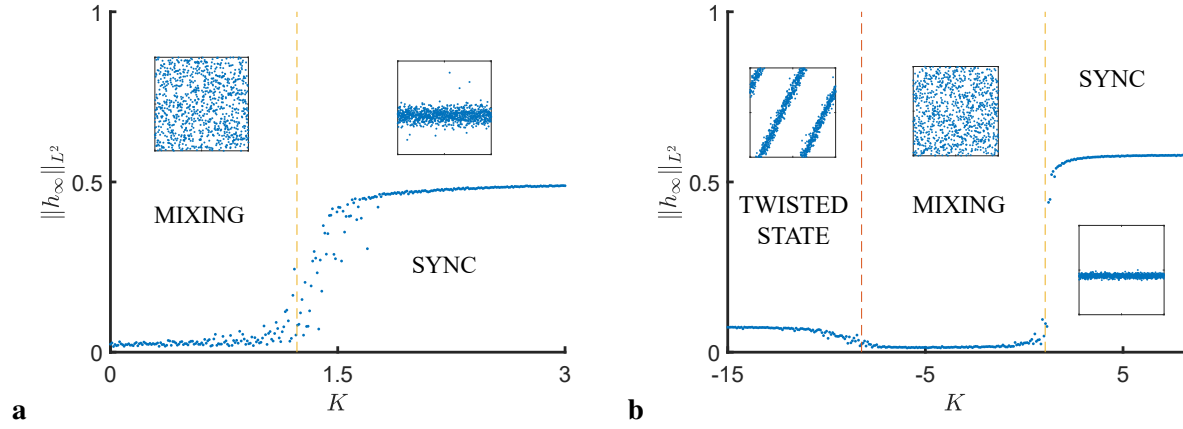 1
||h∞||L2
0.5
0
MIXING
SYNC
0
1.5
3
K
a
1
||h∞||L2
0.5
0
SYNC
TWISTED
STATE
MIXING
-15
-5
5
K
b